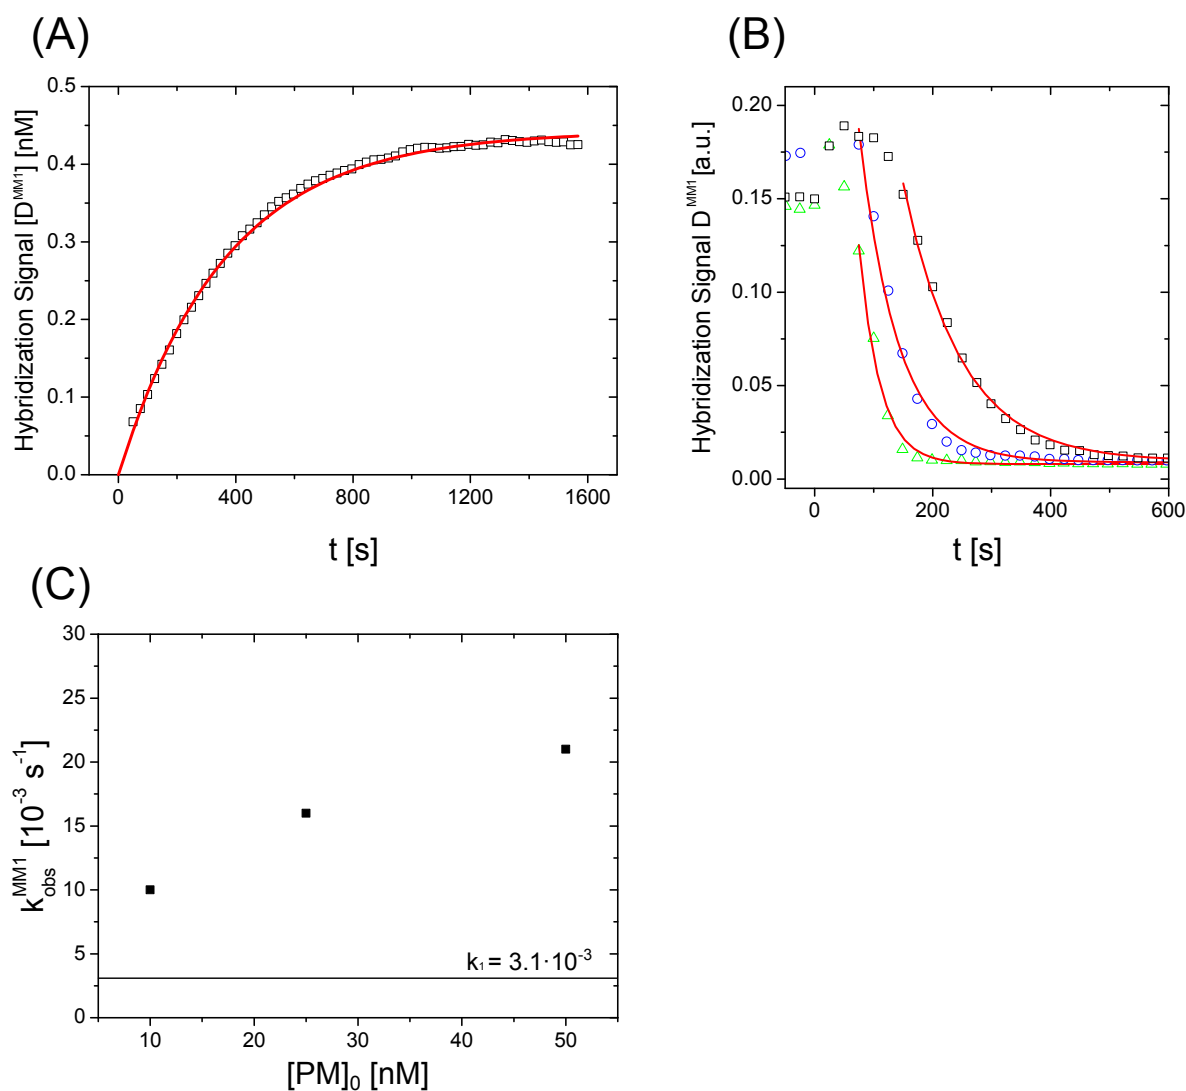 (A)
Hybridization Signal [D^MM1] [nM]
0.5
0.4
0.3
0.2
0.1
0.0
0 400 800 1200 1600
t [s]
(B)
Hybridization Signal D^MM1 [a.u.]
0.20
0.15
0.10
0.05
0.00
0 200 400 600
t [s]
(C)
k_obs^MM1 [10^-3 s^-1]
30
25
20
15
10
5
0
k_1 = 3.1·10^-3
10 20 30 40 50
[PM]_0 [nM]